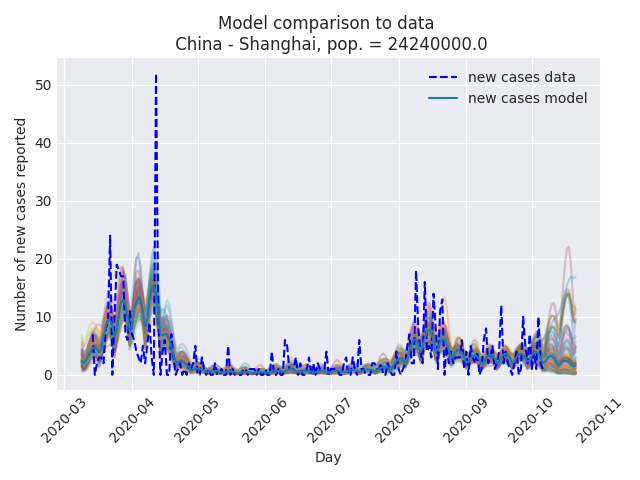 Model comparison to data
China - Shanghai, pop. = 24240000.0
new cases data
new cases model
Number of new cases reported
50
40
30
20
10
0
2020-03
2020-04
2020-05
2020-06
2020-07
2020-08
2020-09
2020-10
2020-11
Day